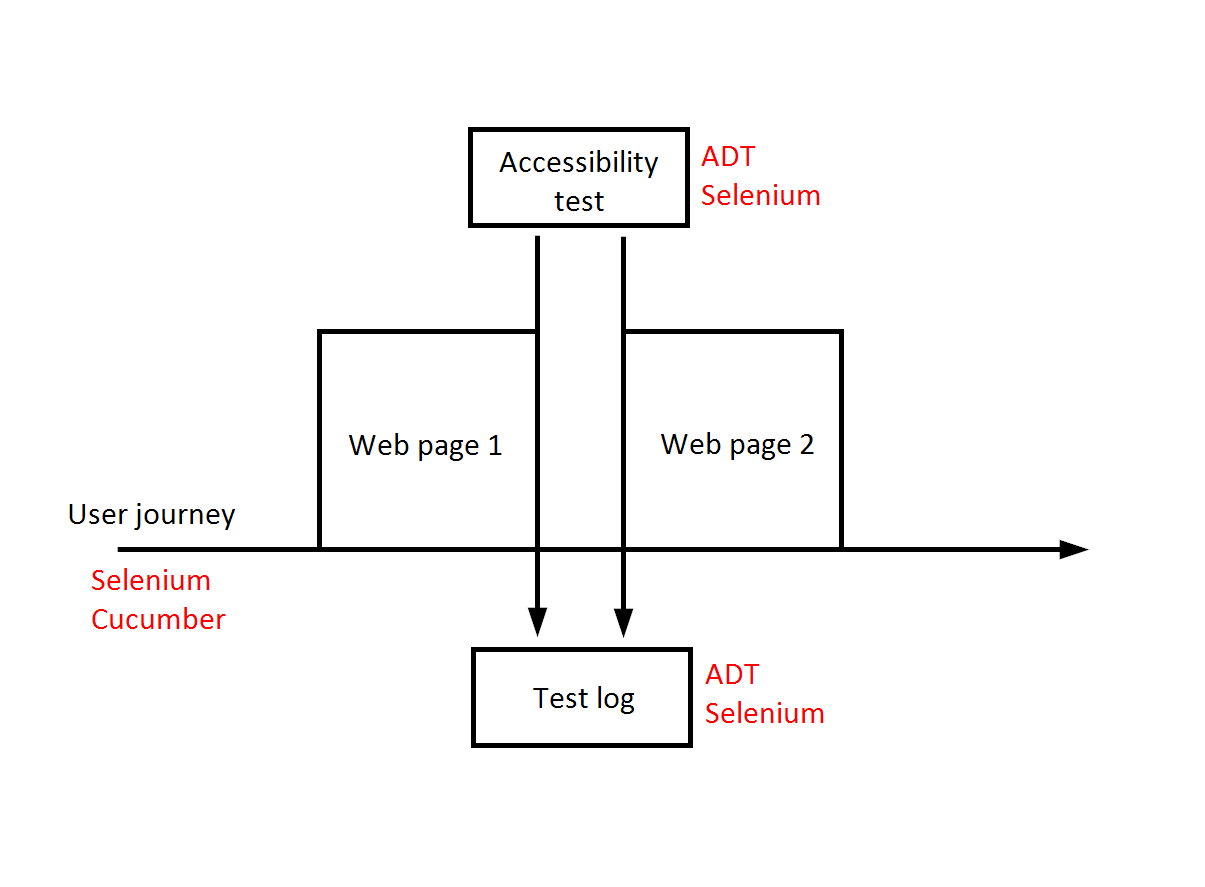 Accessibility
test
ADT
Selenium
Web page 1
Web page 2
User journey
Selenium
Cucumber
Test log
ADT
Selenium